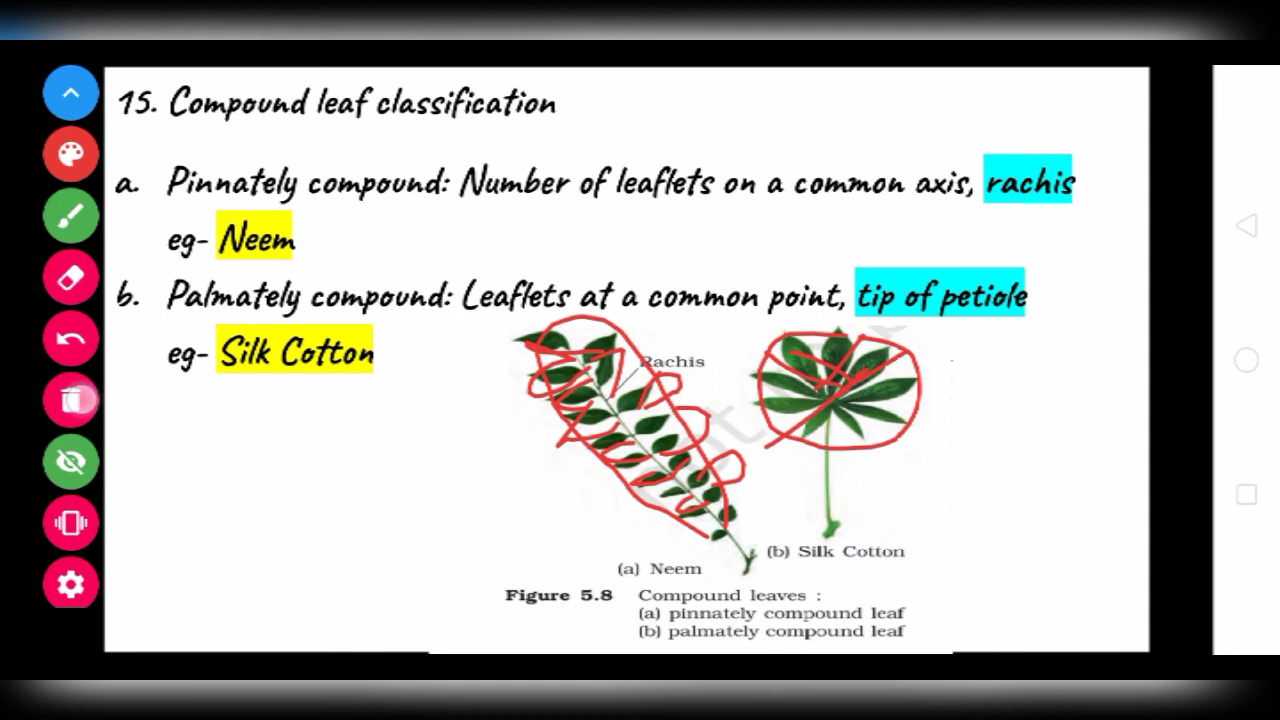 15. Compound leaf classification
a. Pinnately compound: Number of leaflets on a common axis, rachis
eg- Neem
b. Palmately compound: Leaflets at a common point, tip of petiole
eg- Silk Cotton
Rachis
(b) Silk Cotton
(a) Neem
Figure 5.8 Compound leaves :
(a) pinnately compound leaf
(b) palmately compound leaf